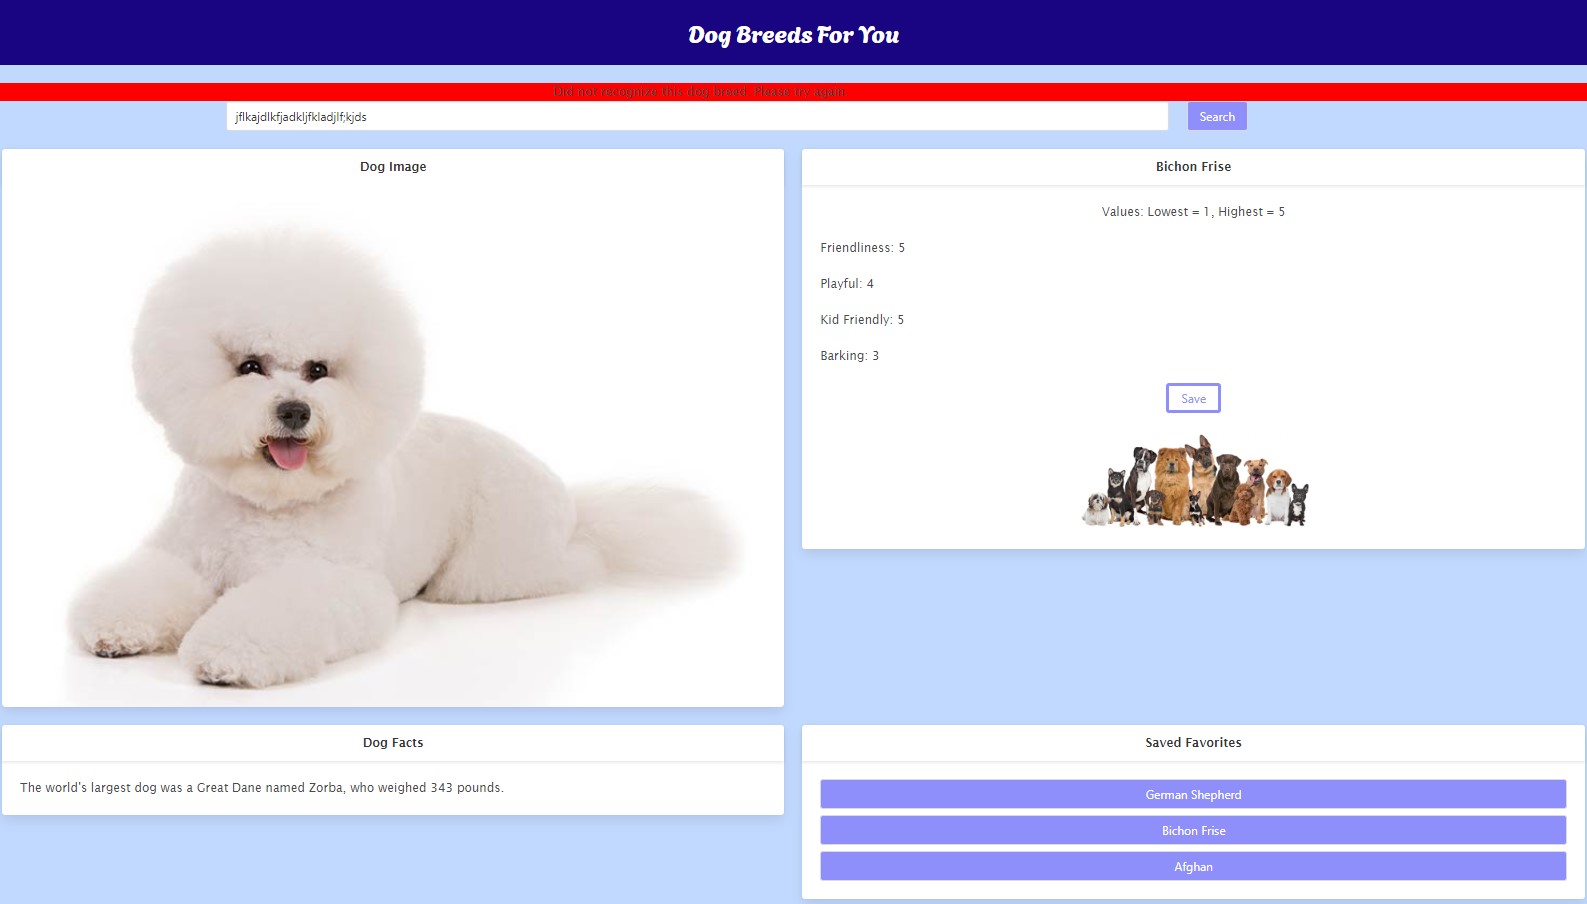 Dog Breeds For You
Did not recognize this dog breed. Please try again.
jflkajdlkfjadkljfkladjlf;kjds
Search
Dog Image
Bichon Frise
Values: Lowest = 1, Highest = 5
Friendliness: 5
Playful: 4
Kid Friendly: 5
Barking: 3
Save
Dog Facts
The world's largest dog was a Great Dane named Zorba, who weighed 343 pounds.
Saved Favorites
German Shepherd
Bichon Frise
Afghan